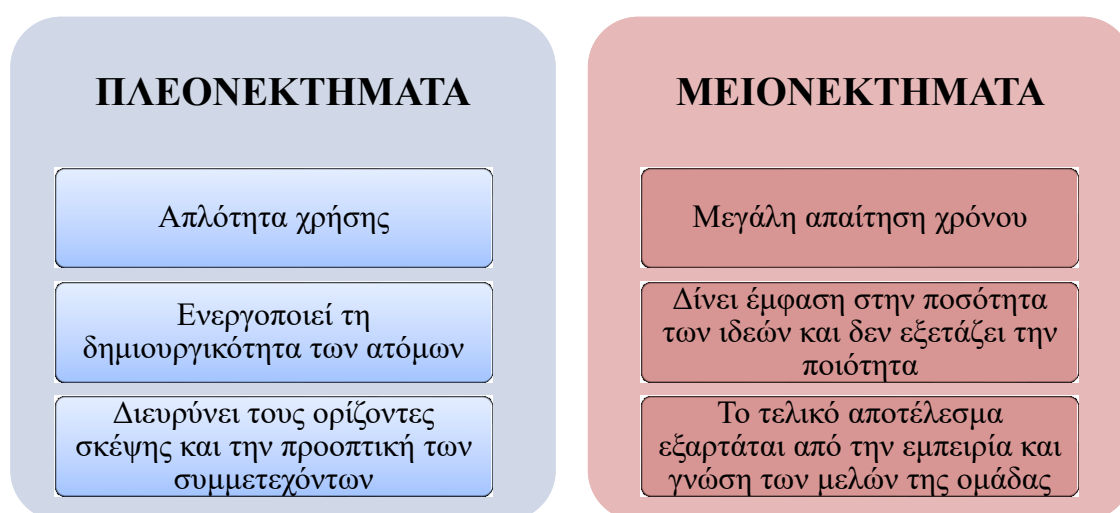 ΠΛΕΟΝΕΚΤΗΜΑΤΑ
Απλότητα χρήσης
Ενεργοποιεί τη
δημιουργικότητα των ατόμων
Διευρύνει τους ορίζοντες
σκέψης και την προοπτική των
συμμετεχόντων
ΜΕΙΟΝΕΚΤΗΜΑΤΑ
Μεγάλη απαίτηση χρόνου
Δίνει έμφαση στην ποσότητα
των ιδεών και δεν εξετάζει την
ποιότητα
Το τελικό αποτέλεσμα
εξαρτάται από την εμπειρία και
γνώση των μελών της ομάδας